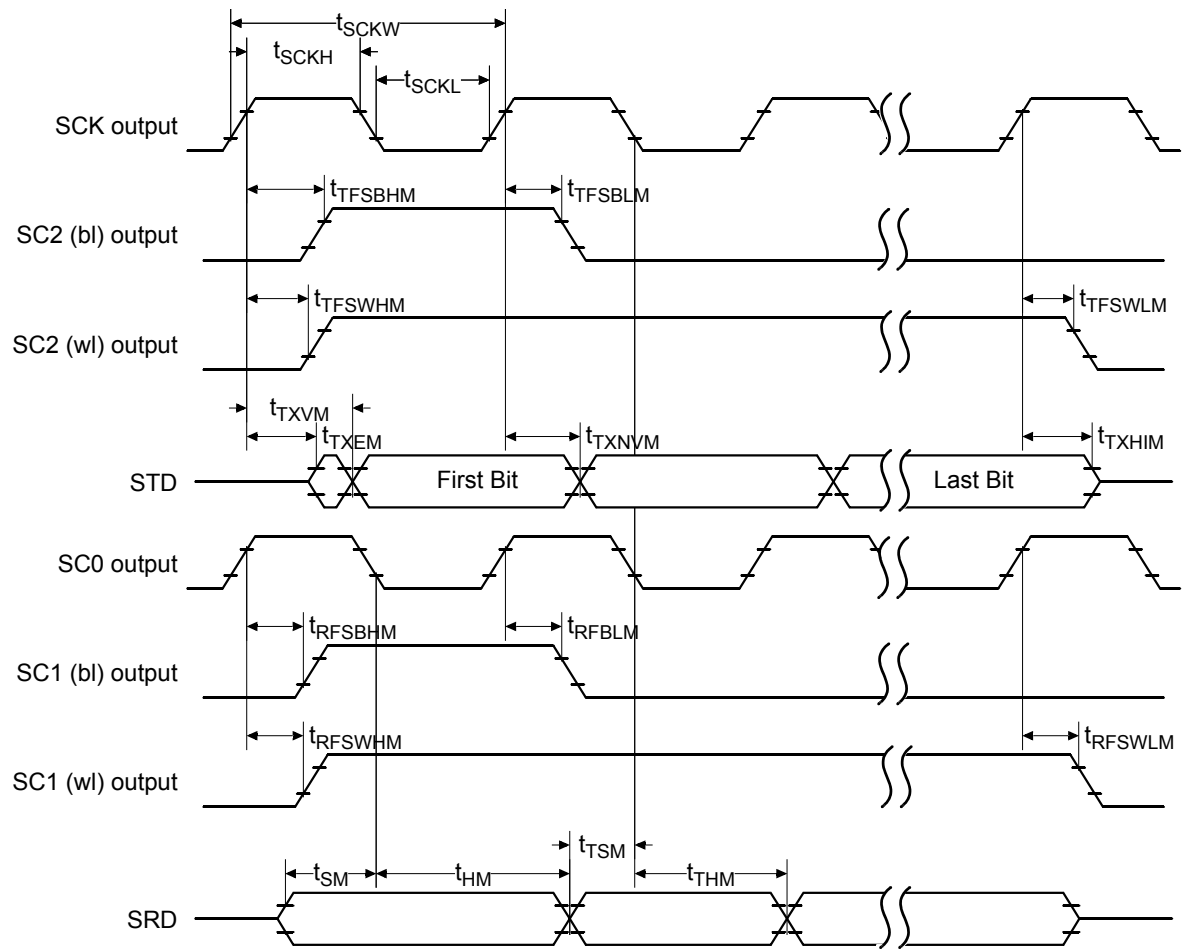 tSCKW
tSCKH
tSCKL
SCK output
tTFSBHM
tTFSBLM
SC2 (bl) output
tTFSWHM
tTFSWLM
SC2 (wl) output
tTXVM
tTXEM
tTXNVM
tTXHIM
STD
First Bit
Last Bit
SC0 output
tRFSBHM
tRFBLM
SC1 (bl) output
tRFSWHM
tRFSWLM
SC1 (wl) output
tTSM
tSM
tHM
tTHM
SRD